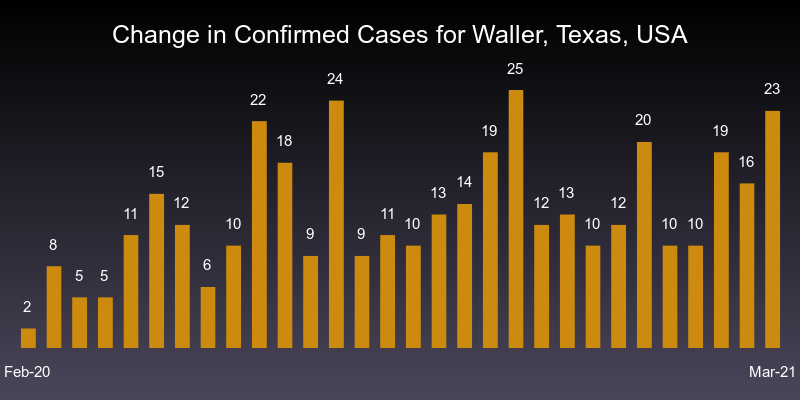 Change in Confirmed Cases for Waller, Texas, USA
2 8 5 5 11 15 12 6 10 22 18 9 24 9 11 10 13 14 19 25 12 13 10 12 20 10 10 19 16 23
Feb-20 Mar-21